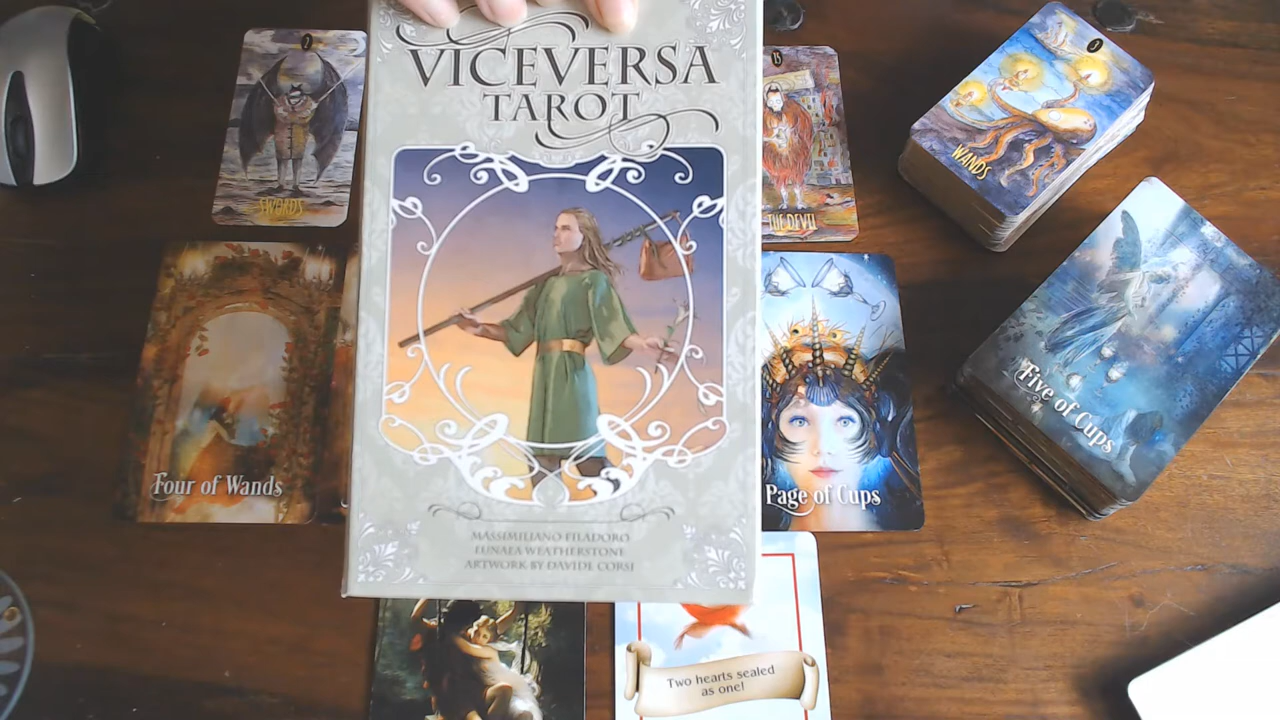 VICEVERSA
TAROT
MASSIMILIANO FILADORO
LUNAEA WEATHERSTONE
ARTWORK BY DAVIDE CORSI
SWORDS
15
THE DEVIL
WANDS
Four of Wands
Page of Cups
Five of Cups
Two hearts sealed
as one!